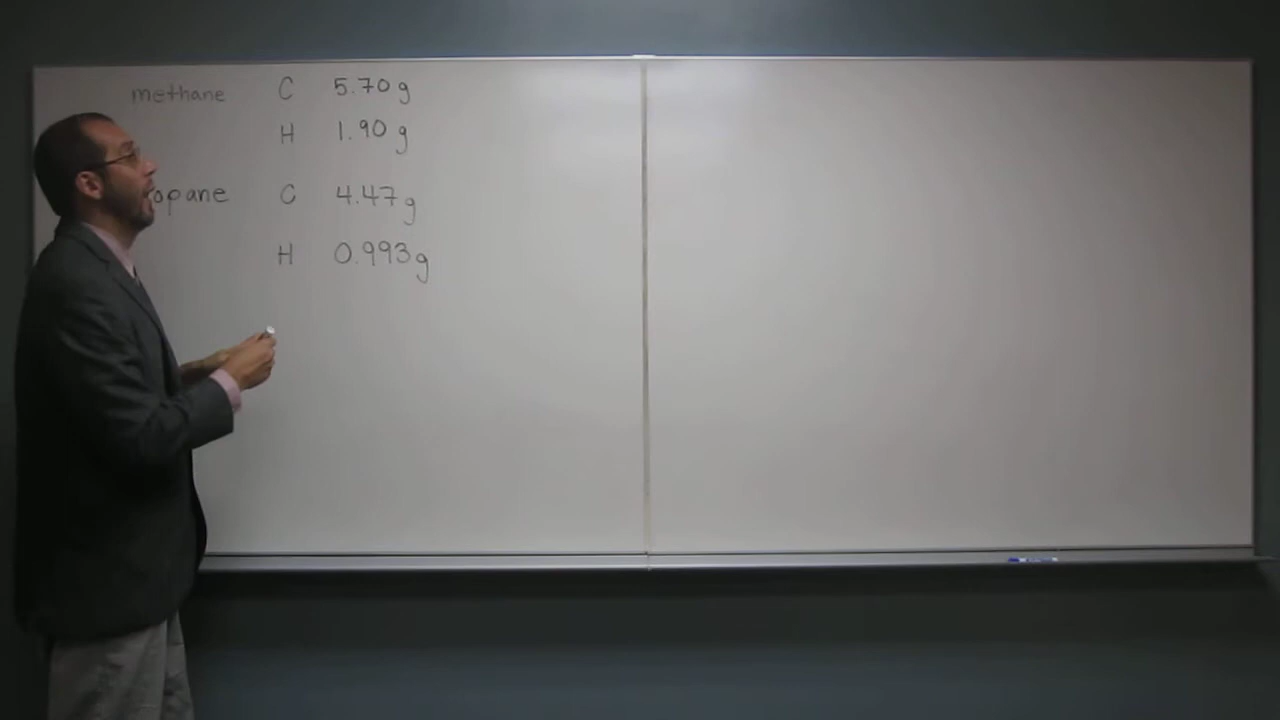 methane C 5.70 g
H 1.90 g
opane C 4.47 g
H 0.993 g